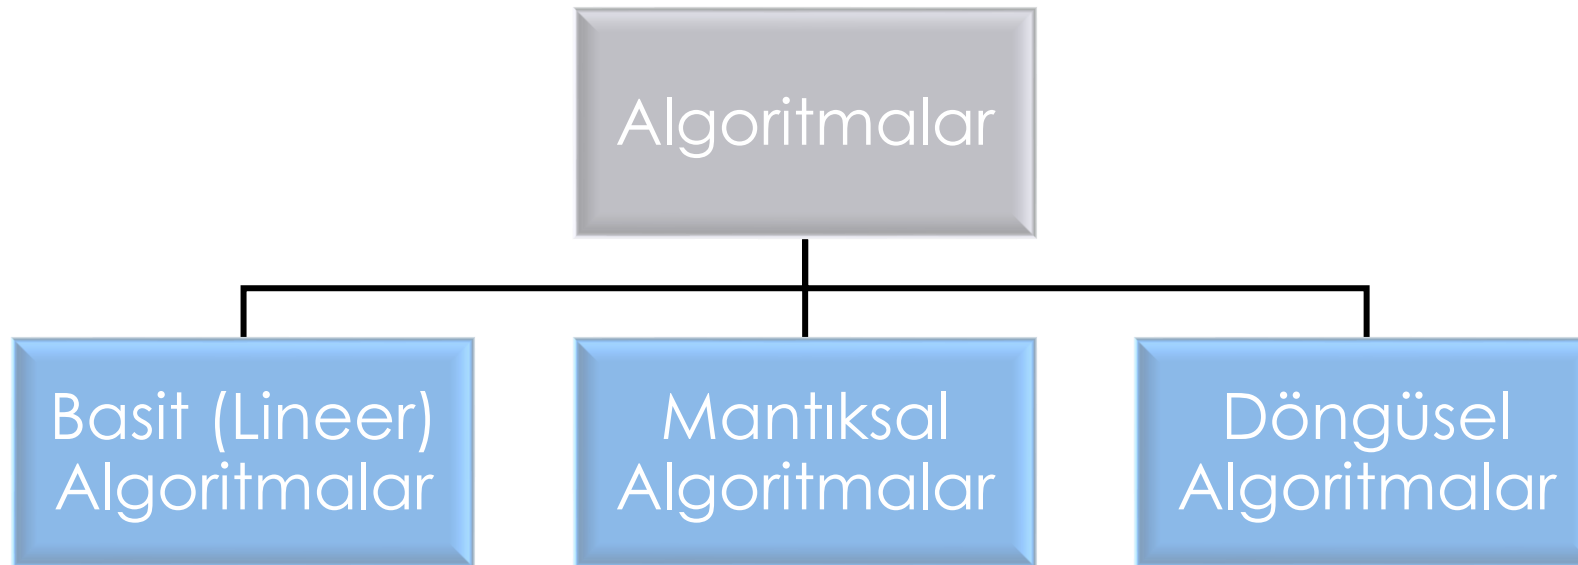 Algoritmalar
Basit (Lineer)
Algoritmalar
Mantıksal
Algoritmalar
Döngüsel
Algoritmalar